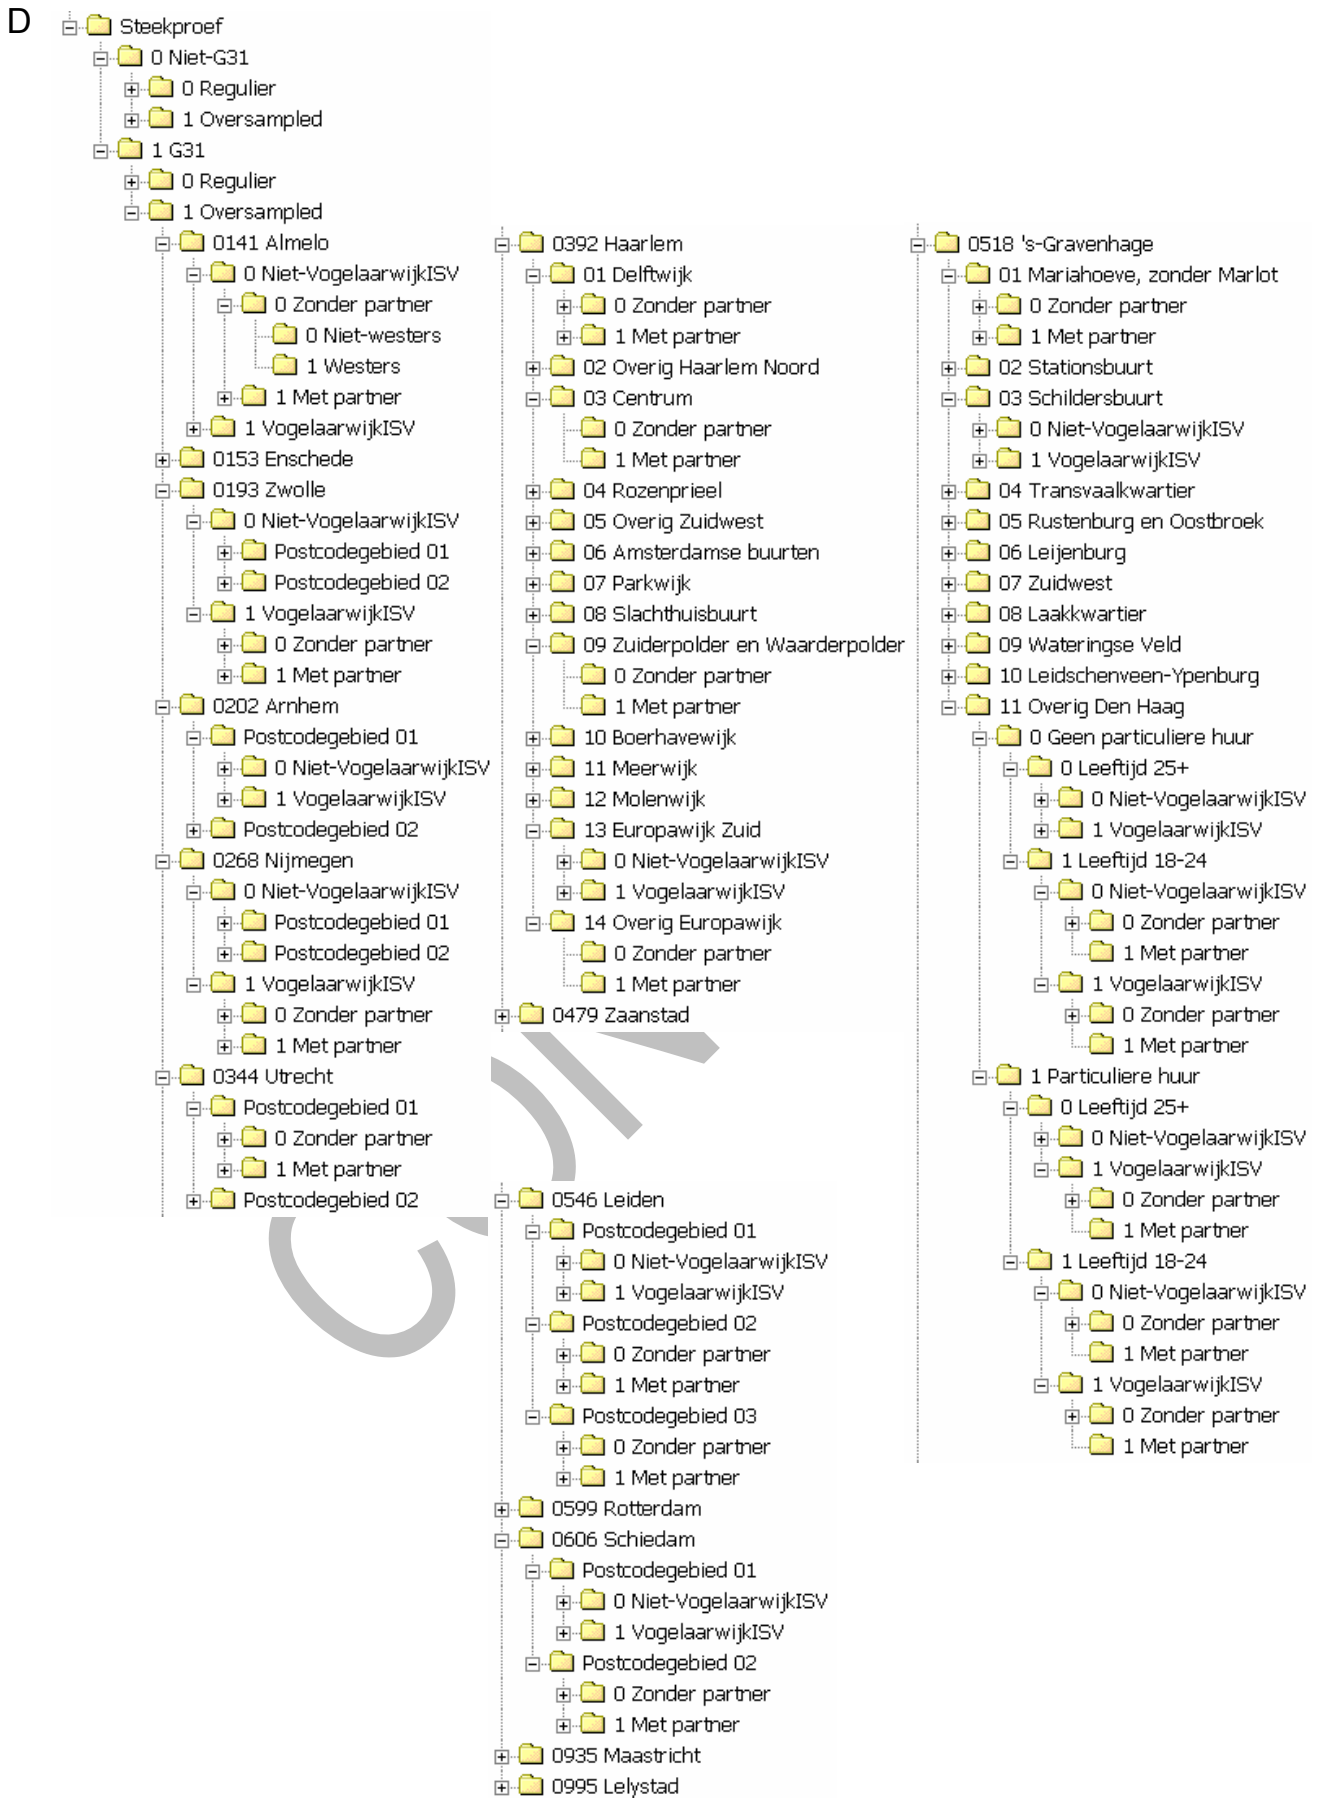 D
Steekproef
0 Niet-G31
0 Regulier
1 Oversampled
1 G31
0 Regulier
1 Oversampled
0141 Almelo
0 Niet-VogelaarwijkISV
0 Zonder partner
0 Niet-westers
1 Westers
1 Met partner
1 VogelaarwijkISV
0153 Enschede
0193 Zwolle
0 Niet-VogelaarwijkISV
Postcodegebied 01
Postcodegebied 02
1 VogelaarwijkISV
0 Zonder partner
1 Met partner
0202 Arnhem
Postcodegebied 01
0 Niet-VogelaarwijkISV
1 VogelaarwijkISV
Postcodegebied 02
0268 Nijmegen
0 Niet-VogelaarwijkISV
Postcodegebied 01
Postcodegebied 02
1 VogelaarwijkISV
0 Zonder partner
1 Met partner
0344 Utrecht
Postcodegebied 01
0 Zonder partner
1 Met partner
Postcodegebied 02
0392 Haarlem
01 Delftwijk
0 Zonder partner
1 Met partner
02 Overig Haarlem Noord
03 Centrum
0 Zonder partner
1 Met partner
04 Rozenprieel
05 Overig Zuidwest
06 Amsterdamse buurten
07 Parkwijk
08 Slachthuisbuurt
09 Zuiderpolder en Waarderpolder
0 Zonder partner
1 Met partner
10 Boerhavewijk
11 Meerwijk
12 Molenwijk
13 Europawijk Zuid
0 Niet-VogelaarwijkISV
1 VogelaarwijkISV
14 Overig Europawijk
0 Zonder partner
1 Met partner
0479 Zaanstad
0518 's-Gravenhage
01 Mariahoeve, zonder Marlot
0 Zonder partner
1 Met partner
02 Stationsbuurt
03 Schildersbuurt
0 Niet-VogelaarwijkISV
1 VogelaarwijkISV
04 Transvaalkwartier
05 Rustenburg en Oostbroek
06 Leijenburg
07 Zuidwest
08 Laakkwartier
09 Wateringse Veld
10 Leidschenveen-Ypenburg
11 Overig Den Haag
0 Geen particuliere huur
0 Leeftijd 25+
0 Niet-VogelaarwijkISV
1 VogelaarwijkISV
1 Leeftijd 18-24
0 Niet-VogelaarwijkISV
0 Zonder partner
1 Met partner
1 VogelaarwijkISV
0 Zonder partner
1 Met partner
1 Particuliere huur
0 Leeftijd 25+
0 Niet-VogelaarwijkISV
1 VogelaarwijkISV
0 Zonder partner
1 Met partner
1 Leeftijd 18-24
0 Niet-VogelaarwijkISV
0 Zonder partner
1 Met partner
1 VogelaarwijkISV
0 Zonder partner
1 Met partner
0546 Leiden
Postcodegebied 01
0 Niet-VogelaarwijkISV
1 VogelaarwijkISV
Postcodegebied 02
0 Zonder partner
1 Met partner
Postcodegebied 03
0 Zonder partner
1 Met partner
0599 Rotterdam
0606 Schiedam
Postcodegebied 01
0 Niet-VogelaarwijkISV
1 VogelaarwijkISV
Postcodegebied 02
0 Zonder partner
1 Met partner
0935 Maastricht
0995 Lelystad